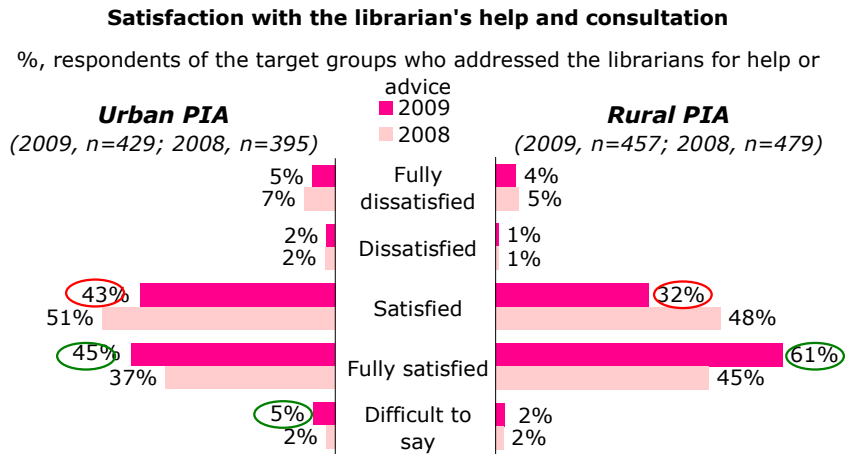 Satisfaction with the librarian's help and consultation
%, respondents of the target groups who addressed the librarians for help or
advice
Urban PIA
(2009, n=429; 2008, n=395)
2009
2008
Rural PIA
(2009, n=457; 2008, n=479)
5%
7%
Fully
dissatisfied
4%
5%
2%
2%
Dissatisfied
1%
1%
43%
51%
Satisfied
32%
48%
45%
37%
Fully satisfied
61%
45%
5%
2%
Difficult to
say
2%
2%